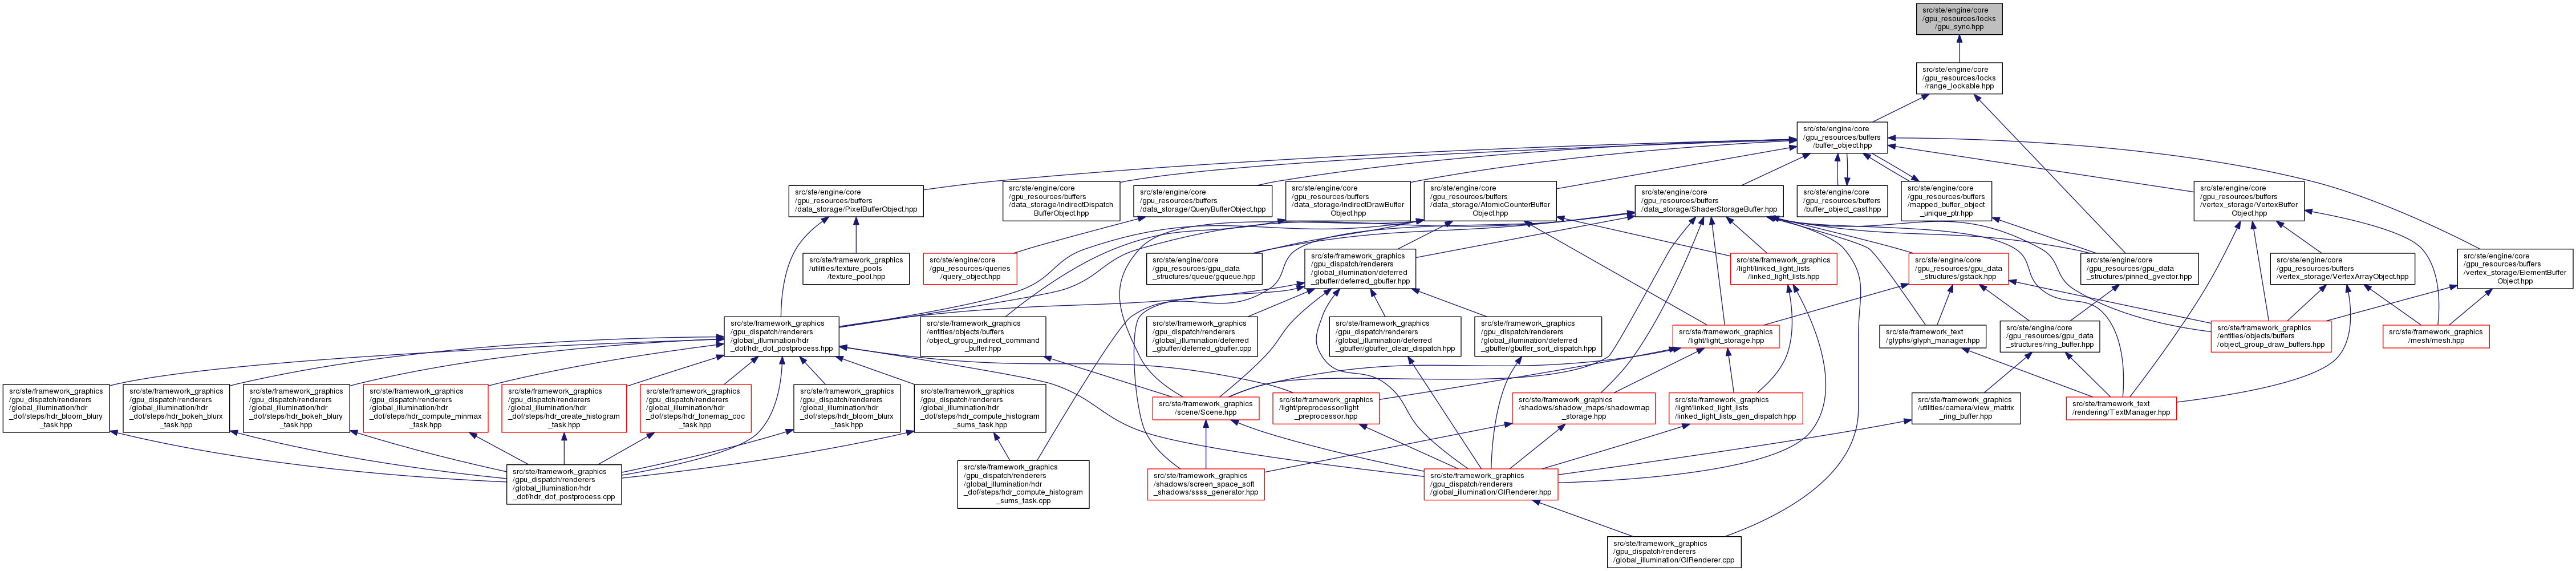 src/ste/engine/core
/gpu_resources/locks
/gpu_sync.hpp
src/ste/engine/core
/gpu_resources/locks
/range_lockable.hpp
src/ste/engine/core
/gpu_resources/buffers
/buffer_object.hpp
src/ste/engine/core
/gpu_resources/buffers
/data_storage/PixelBufferObject.hpp
src/ste/engine/core
/gpu_resources/buffers
/data_storage/IndirectDispatch
BufferObject.hpp
src/ste/engine/core
/gpu_resources/buffers
/data_storage/QueryBufferObject.hpp
src/ste/engine/core
/gpu_resources/buffers
/data_storage/IndirectDrawBuffer
Object.hpp
src/ste/engine/core
/gpu_resources/buffers
/data_storage/AtomicCounterBuffer
Object.hpp
src/ste/engine/core
/gpu_resources/buffers
/data_storage/ShaderStorageBuffer.hpp
src/ste/engine/core
/gpu_resources/buffers
/buffer_object_cast.hpp
src/ste/engine/core
/gpu_resources/buffers
/mapped_buffer_object
_unique_ptr.hpp
src/ste/engine/core
/gpu_resources/buffers
/vertex_storage/VertexBuffer
Object.hpp
src/ste/framework_graphics
/utilities/texture_pools
/texture_pool.hpp
src/ste/engine/core
/gpu_resources/queries
/query_object.hpp
src/ste/engine/core
/gpu_resources/gpu_data
_structures/queue/gqueue.hpp
src/ste/framework_graphics
/gpu_dispatch/renderers
/global_illumination/deferred
_gbuffer/deferred_gbuffer.hpp
src/ste/framework_graphics
/light/linked_light_lists
/linked_light_lists.hpp
src/ste/engine/core
/gpu_resources/gpu_data
_structures/gstack.hpp
src/ste/engine/core
/gpu_resources/gpu_data
_structures/pinned_gvector.hpp
src/ste/engine/core
/gpu_resources/buffers
/vertex_storage/VertexArrayObject.hpp
src/ste/engine/core
/gpu_resources/buffers
/vertex_storage/ElementBuffer
Object.hpp
src/ste/framework_graphics
/gpu_dispatch/renderers
/global_illumination/hdr
_dof/hdr_dof_postprocess.hpp
src/ste/framework_graphics
/entities/objects/buffers
/object_group_indirect_command
_buffer.hpp
src/ste/framework_graphics
/gpu_dispatch/renderers
/global_illumination/deferred
_gbuffer/deferred_gbuffer.cpp
src/ste/framework_graphics
/gpu_dispatch/renderers
/global_illumination/deferred
_gbuffer/gbuffer_clear_dispatch.hpp
src/ste/framework_graphics
/gpu_dispatch/renderers
/global_illumination/deferred
_gbuffer/gbuffer_sort_dispatch.hpp
src/ste/framework_graphics
/light/light_storage.hpp
src/ste/framework_text
/glyphs/glyph_manager.hpp
src/ste/engine/core
/gpu_resources/gpu_data
_structures/ring_buffer.hpp
src/ste/framework_graphics
/entities/objects/buffers
/object_group_draw_buffers.hpp
src/ste/framework_graphics
/mesh/mesh.hpp
src/ste/framework_graphics
/gpu_dispatch/renderers
/global_illumination/hdr
_dof/steps/hdr_bloom_blury
_task.hpp
src/ste/framework_graphics
/gpu_dispatch/renderers
/global_illumination/hdr
_dof/steps/hdr_bokeh_blurx
_task.hpp
src/ste/framework_graphics
/gpu_dispatch/renderers
/global_illumination/hdr
_dof/steps/hdr_bokeh_blury
_task.hpp
src/ste/framework_graphics
/gpu_dispatch/renderers
/global_illumination/hdr
_dof/steps/hdr_compute_minmax
_task.hpp
src/ste/framework_graphics
/gpu_dispatch/renderers
/global_illumination/hdr
_dof/steps/hdr_create_histogram
_task.hpp
src/ste/framework_graphics
/gpu_dispatch/renderers
/global_illumination/hdr
_dof/steps/hdr_tonemap_coc
_task.hpp
src/ste/framework_graphics
/gpu_dispatch/renderers
/global_illumination/hdr
_dof/steps/hdr_bloom_blurx
_task.hpp
src/ste/framework_graphics
/gpu_dispatch/renderers
/global_illumination/hdr
_dof/steps/hdr_compute_histogram
_sums_task.hpp
src/ste/framework_graphics
/scene/Scene.hpp
src/ste/framework_graphics
/light/preprocessor/light
_preprocessor.hpp
src/ste/framework_graphics
/shadows/shadow_maps/shadowmap
_storage.hpp
src/ste/framework_graphics
/light/linked_light_lists
/linked_light_lists_gen_dispatch.hpp
src/ste/framework_graphics
/utilities/camera/view_matrix
_ring_buffer.hpp
src/ste/framework_text
/rendering/TextManager.hpp
src/ste/framework_graphics
/gpu_dispatch/renderers
/global_illumination/hdr
_dof/hdr_dof_postprocess.cpp
src/ste/framework_graphics
/gpu_dispatch/renderers
/global_illumination/hdr
_dof/steps/hdr_compute_histogram
_sums_task.cpp
src/ste/framework_graphics
/shadows/screen_space_soft
_shadows/ssss_generator.hpp
src/ste/framework_graphics
/gpu_dispatch/renderers
/global_illumination/GIRenderer.hpp
src/ste/framework_graphics
/gpu_dispatch/renderers
/global_illumination/GIRenderer.cpp